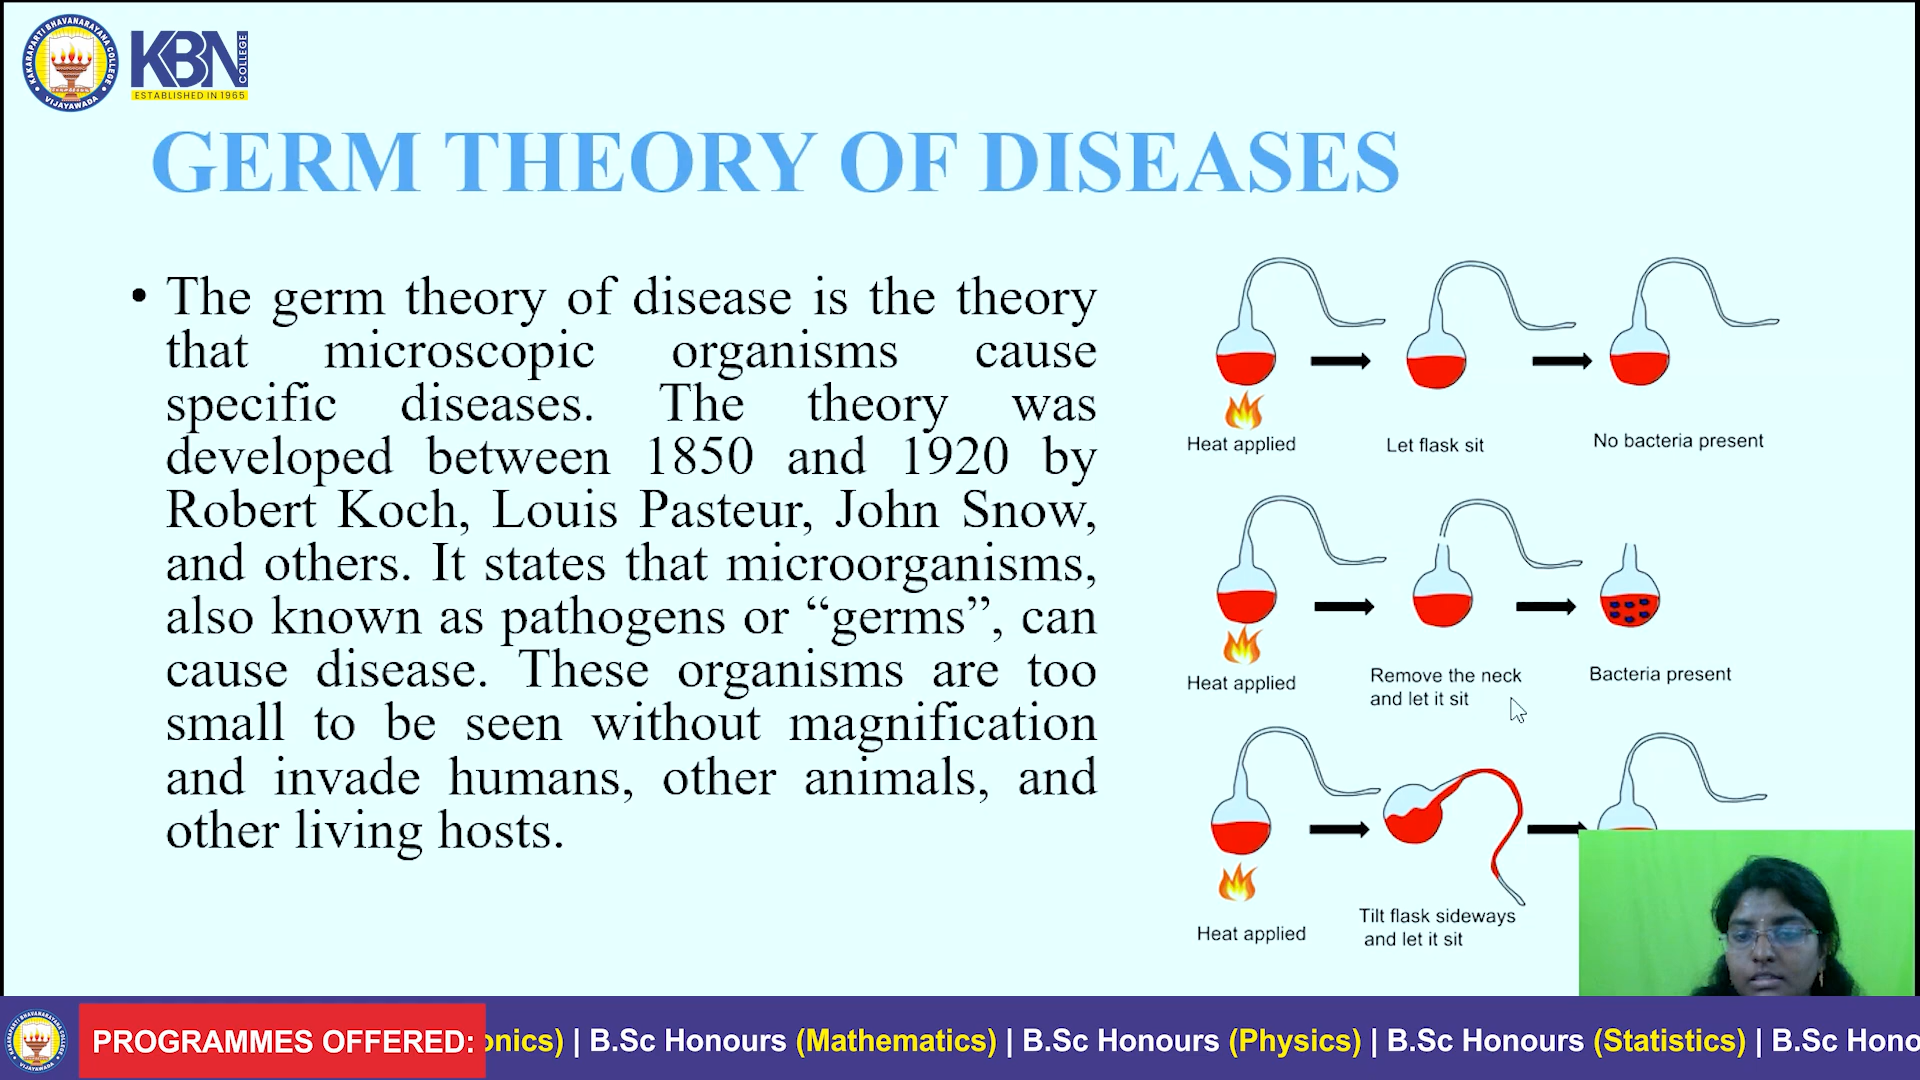 KAKARAPARTI BHAVANARAYANA COLLEGE
VIJAYAWADA
KBN
COLLEGE
ESTABLISHED IN 1965
GERM THEORY OF DISEASES
• The germ theory of disease is the theory
that microscopic organisms cause
specific diseases. The theory was
developed between 1850 and 1920 by
Robert Koch, Louis Pasteur, John Snow,
and others. It states that microorganisms,
also known as pathogens or “germs”, can
cause disease. These organisms are too
small to be seen without magnification
and invade humans, other animals, and
other living hosts.
Heat applied
Let flask sit
No bacteria present
Heat applied
Remove the neck
and let it sit
Bacteria present
Heat applied
Tilt flask sideways
and let it sit
PROGRAMMES OFFERED: onics) | B.Sc Honours (Mathematics) | B.Sc Honours (Physics) | B.Sc Honours (Statistics) | B.Sc Hono